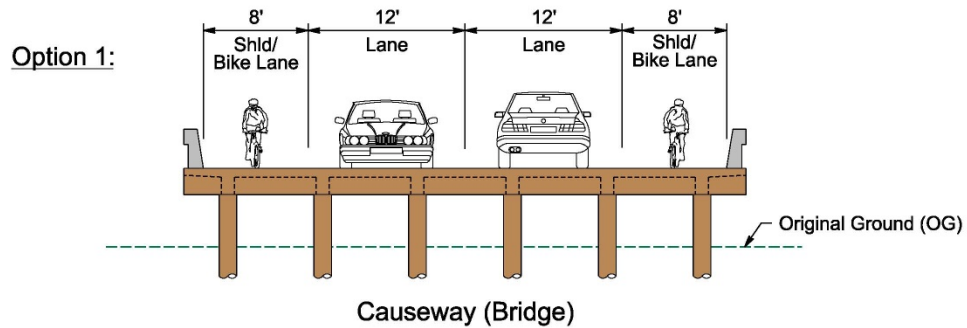 8' 12' 12' 8'
Option 1:
Shld/
Bike Lane
Lane
Lane
Shld/
Bike Lane
Original Ground (OG)
Causeway (Bridge)